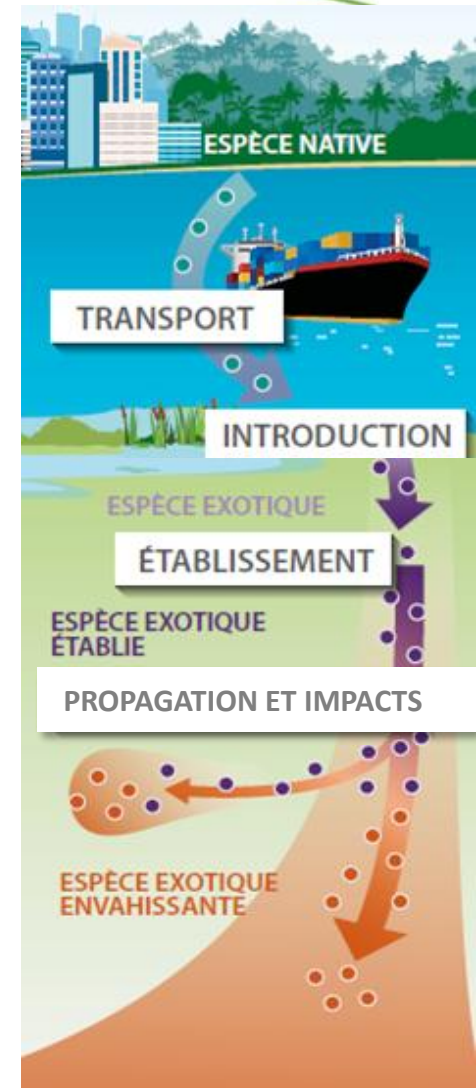 ESPÈCE NATIVE
TRANSPORT
INTRODUCTION
ESPÈCE EXOTIQUE
ÉTABLISSEMENT
ESPÈCE EXOTIQUE
ÉTABLIE
PROPAGATION ET IMPACTS
ESPÈCE EXOTIQUE
ENVAHISSANTE